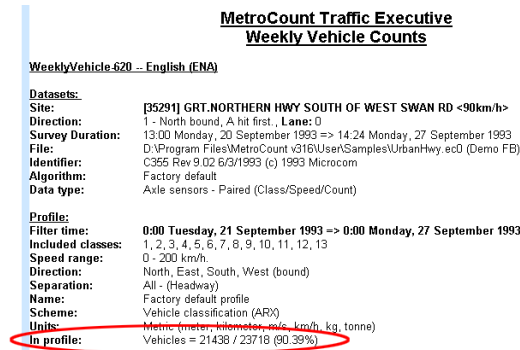 MetroCount Traffic Executive
Weekly Vehicle Counts
WeeklyVehicle-620 -- English (ENA)
Datasets:
Site: [35291] GRT.NORTHERN HWY SOUTH OF WEST SWAN RD <90km/h>
Direction: 1 - North bound, A hit first., Lane: 0
Survey Duration: 13:00 Monday, 20 September 1993 => 14:24 Monday, 27 September 1993
File: D:\Program Files\MetroCount v316\User\Samples\UrbanHwy.ec0 (Demo FB)
Identifier: C355 Rev 9.02 6/3/1993 (c) 1993 Microcom
Algorithm: Factory default
Data type: Axle sensors - Paired (Class/Speed/Count)
Profile:
Filter time: 0:00 Tuesday, 21 September 1993 => 0:00 Monday, 27 September 1993
Included classes: 1, 2, 3, 4, 5, 6, 7, 8, 9, 10, 11, 12, 13
Speed range: 0 - 200 km/h.
Direction: North, East, South, West (bound)
Separation: All - (Headway)
Name: Factory default profile
Scheme: Vehicle classification (ARX)
Units: Metric (meter, kilometer, m/s, km/h, kg, tonne)
In profile: Vehicles = 21438 / 23718 (90.39%)